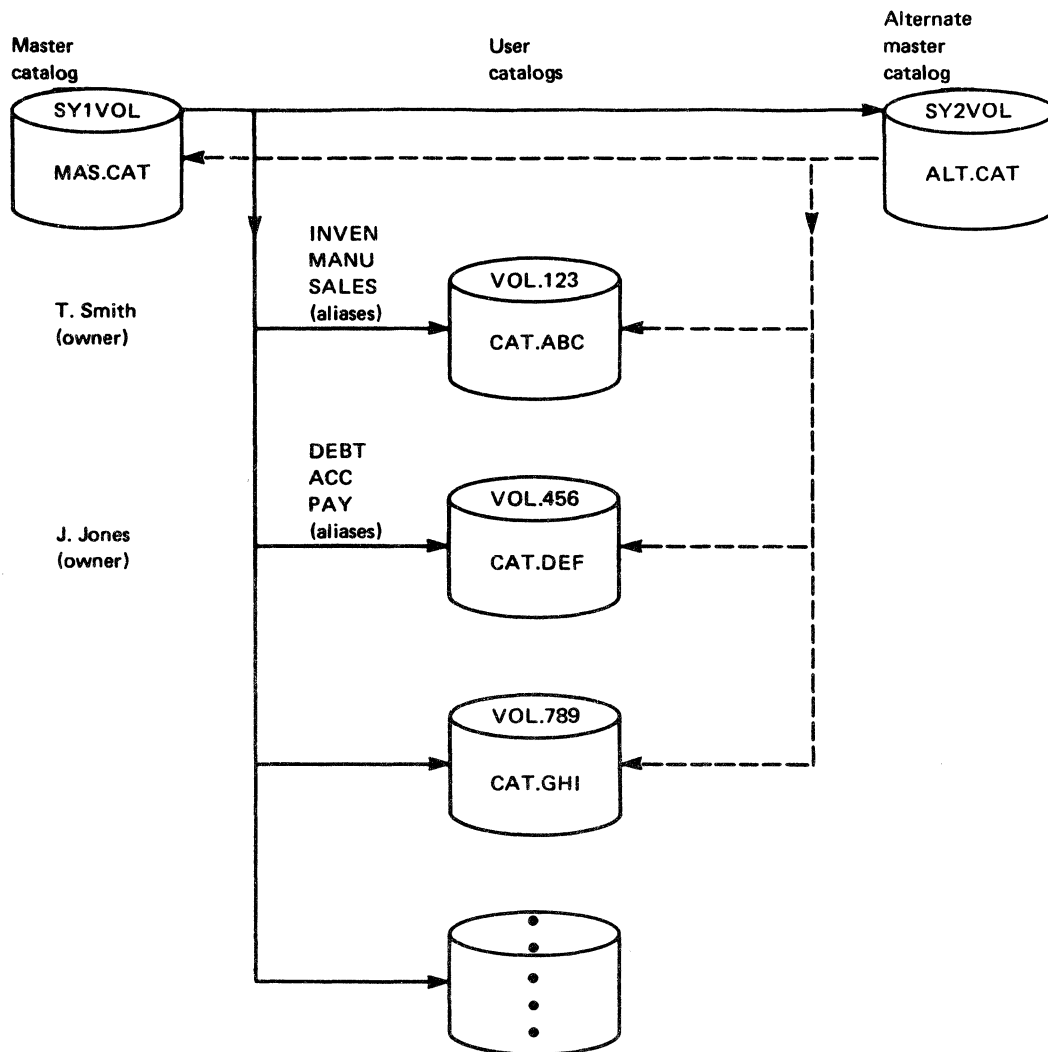 Master
catalog
User
catalogs
Alternate
master
catalog
SY1VOL
MAS.CAT
SY2VOL
ALT.CAT
INVEN
MANU
SALES
(aliases)
T. Smith
(owner)
VOL.123
CAT.ABC
DEBT
ACC
PAY
(aliases)
J. Jones
(owner)
VOL.456
CAT.DEF
VOL.789
CAT.GHI